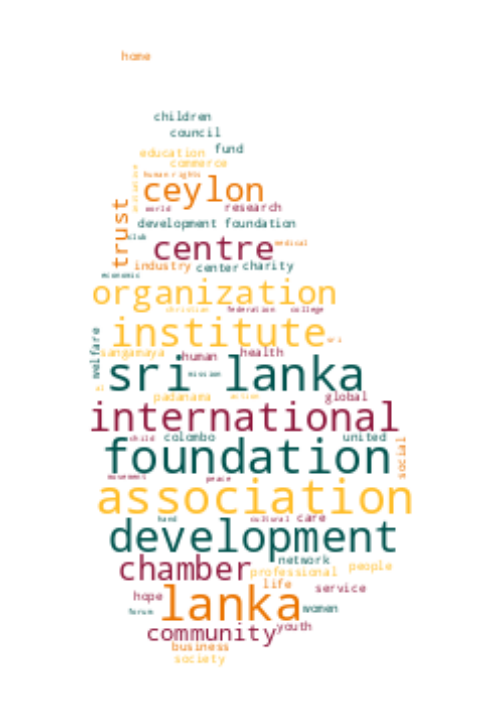 home
children
council
education fund
commerce
human rights
ceylon
world research
trust
development foundation
club
centre medical
industry center charity
economic
organization
christian federation college
institute
welfare
sangamaya human health
sri lanka
mission
padanama action global
international
child colombo united
foundation
social
movement peace
association
hand cultural care
development
network
chamber
professional people
life service
hope
lanka
forum women
community youth
business
society